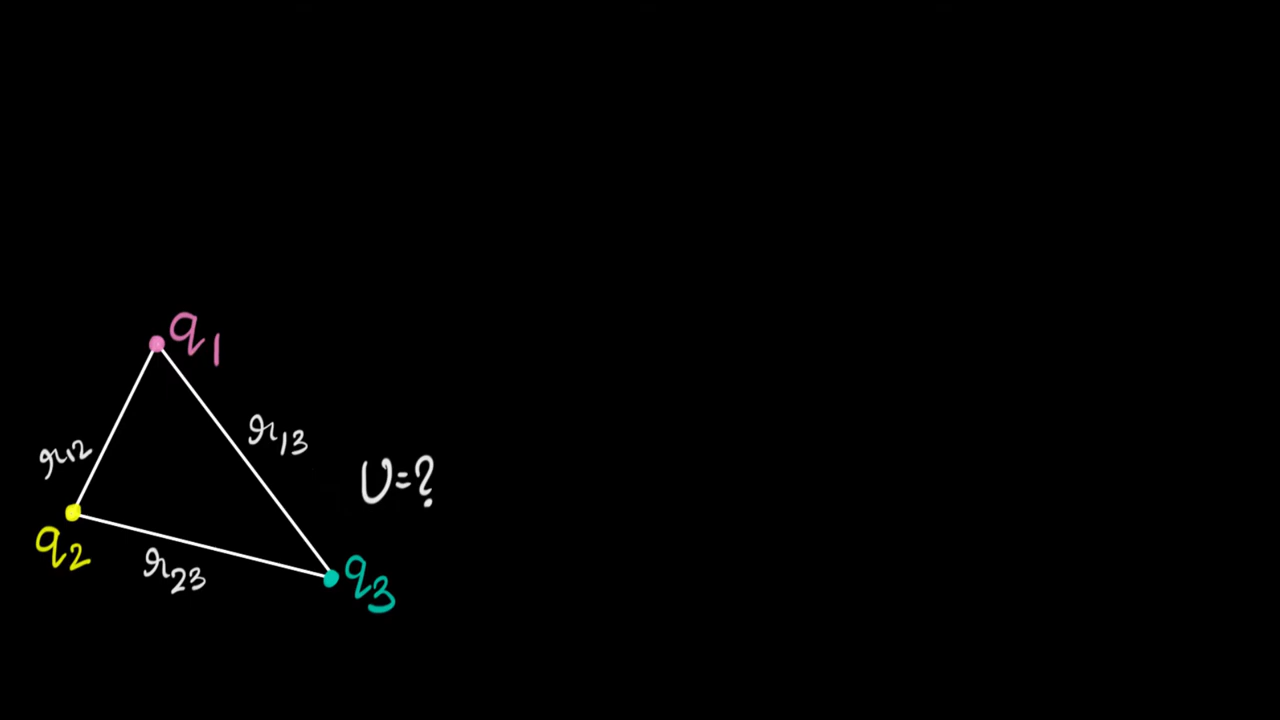 q₁
r₁₂
r₁₃
U=?
q₂
r₂₃
q₃